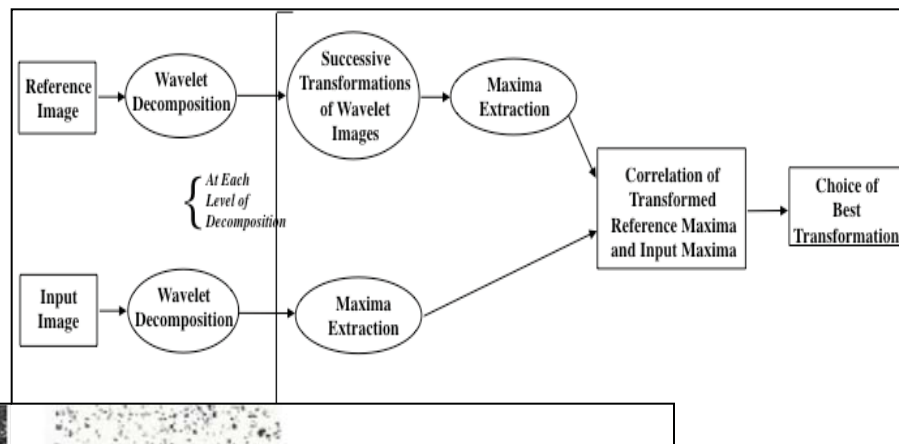 Reference
Image
Wavelet
Decomposition
Successive
Transformations
of Wavelet
Images
Maxima
Extraction
At Each
Level of
Decomposition
Correlation of
Transformed
Reference Maxima
and Input Maxima
Choice of
Best
Transformation
Input
Image
Wavelet
Decomposition
Maxima
Extraction